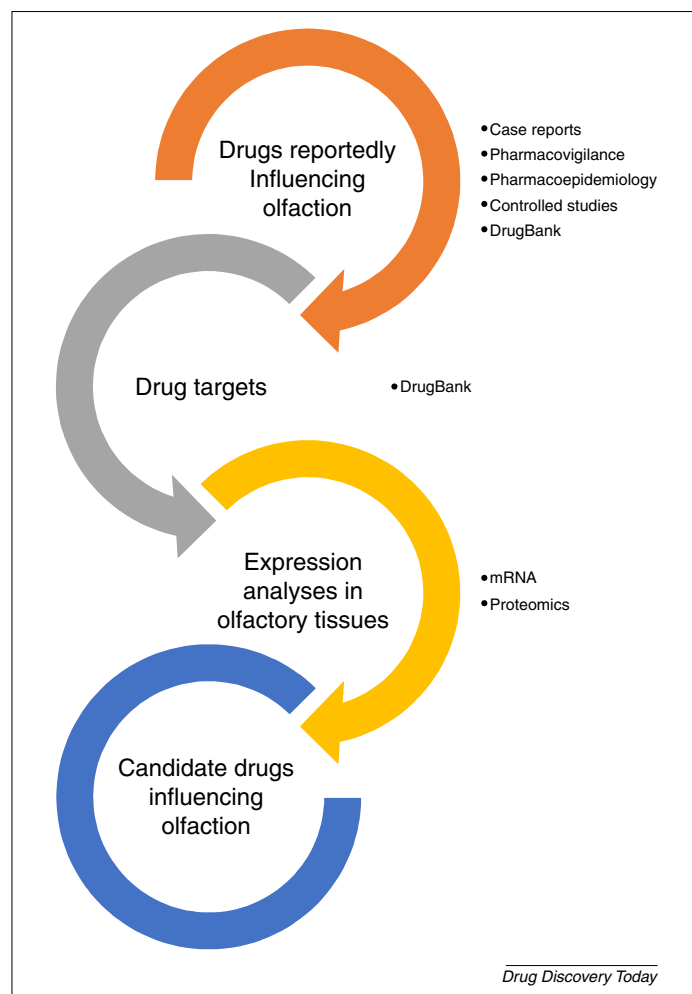 Drugs reportedly
Influencing
olfaction
• Case reports
• Pharmacovigilance
• Pharmacoepidemiology
• Controlled studies
• DrugBank
Drug targets
• DrugBank
Expression
analyses in
olfactory tissues
• mRNA
• Proteomics
Candidate drugs
influencing
olfaction
Drug Discovery Today